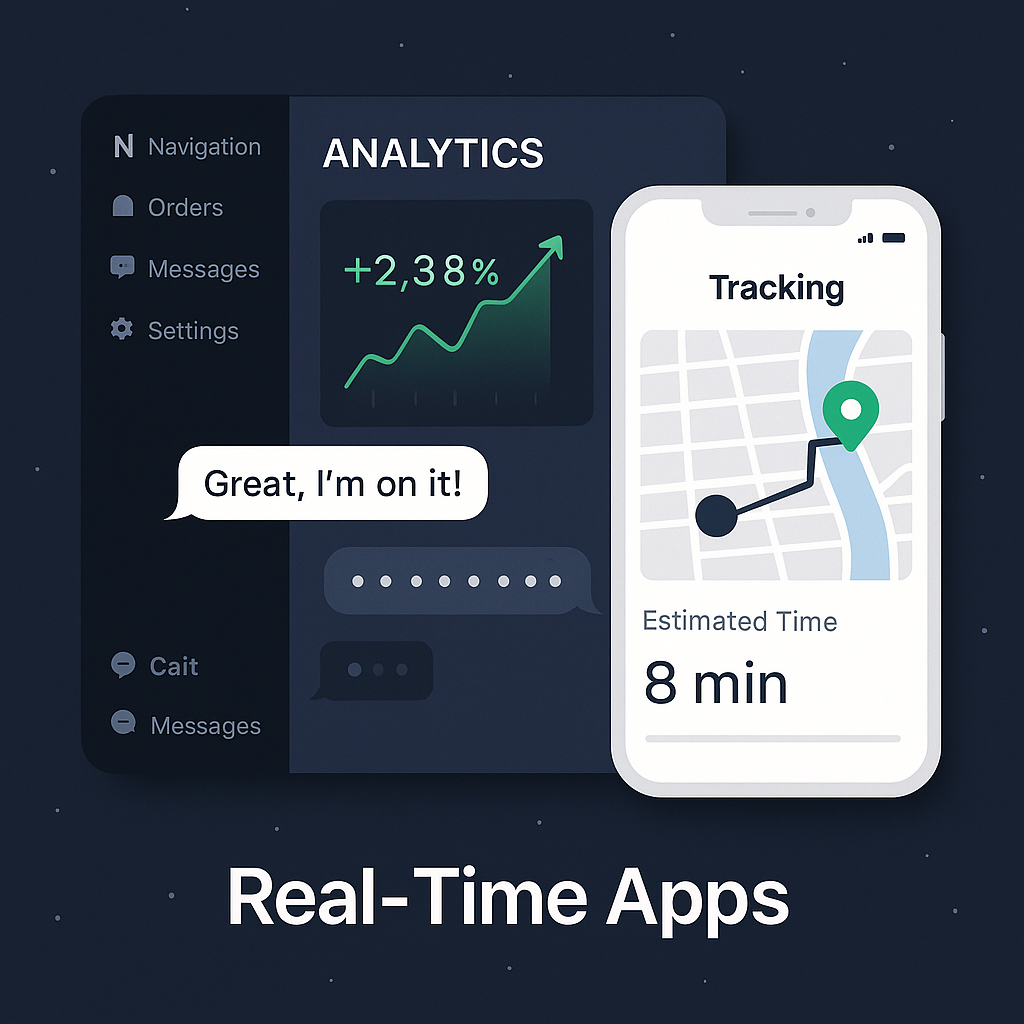 N Navigation
Orders
Messages
Settings
ANALYTICS
+2,38%
Great, I’m on it!
Cait
Messages
Tracking
Estimated Time
8 min
Real-Time Apps